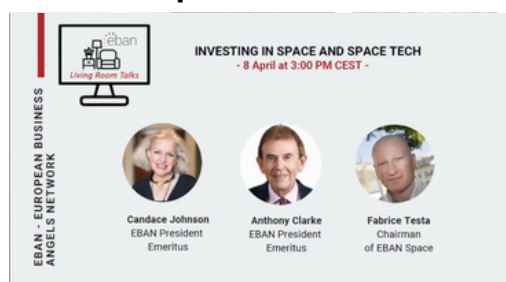 eban
Living Room Talks
INVESTING IN SPACE AND SPACE TECH
- 8 April at 3:00 PM CEST -
EBAN - EUROPEAN BUSINESS
ANGELS NETWORK
Candace Johnson
EBAN President
Emeritus
Anthony Clarke
EBAN President
Emeritus
Fabrice Testa
Chairman
of EBAN Space